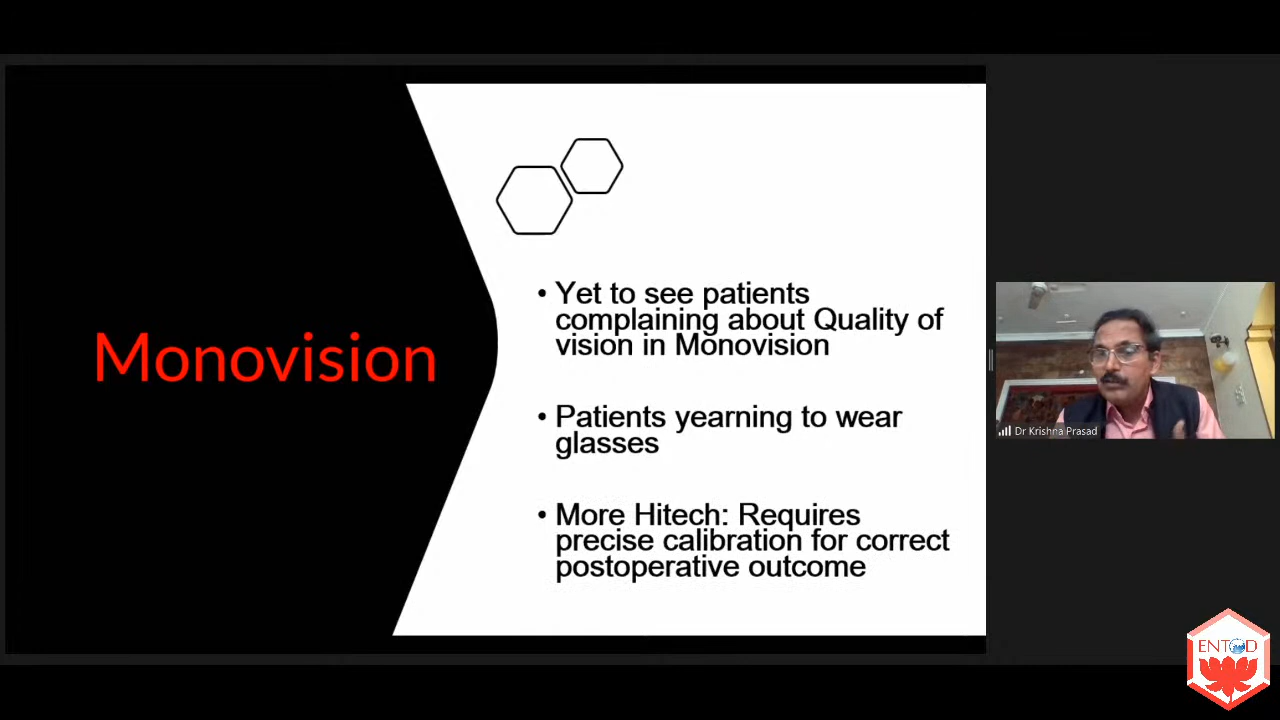 Monovision
• Yet to see patients
complaining about Quality of
vision in Monovision
• Patients yearning to wear
glasses
• More Hitech: Requires
precise calibration for correct
postoperative outcome
Dr Krishna Prasad
ENTOD